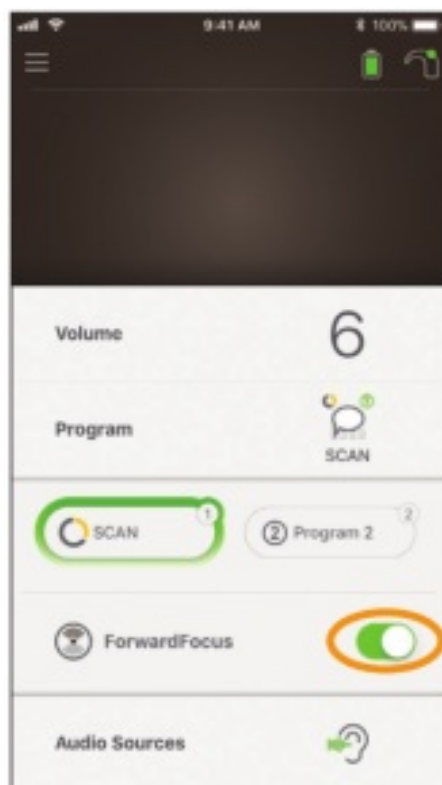 9:41 AM 100%
Volume 6
Program
SCAN
SCAN 1 2 Program 2 2
ForwardFocus
Audio Sources